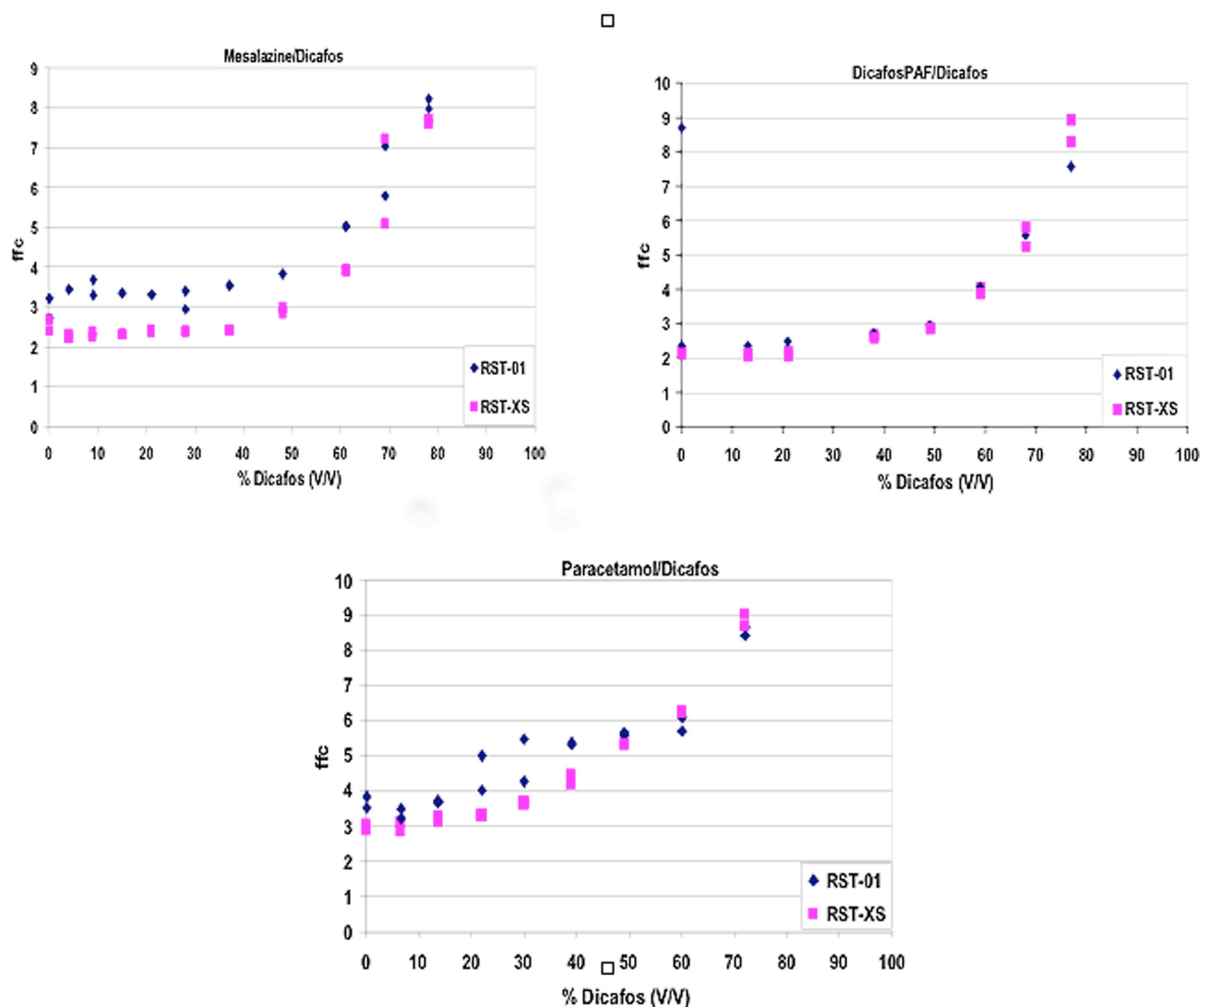 Mesalazine/Dicafos
9
8
7
6
5
4
3
2
1
0
ffc
RST-01
RST-XS
0 10 20 30 40 50 60 70 80 90 100
% Dicafos (V/V)
DicafosPAF/Dicafos
10
9
8
7
6
5
4
3
2
1
0
ffc
RST-01
RST-XS
0 10 20 30 40 50 60 70 80 90 100
% Dicafos (V/V)
Paracetamol/Dicafos
10
9
8
7
6
5
4
3
2
1
0
ffc
RST-01
RST-XS
0 10 20 30 40 50 60 70 80 90 100
% Dicafos (V/V)